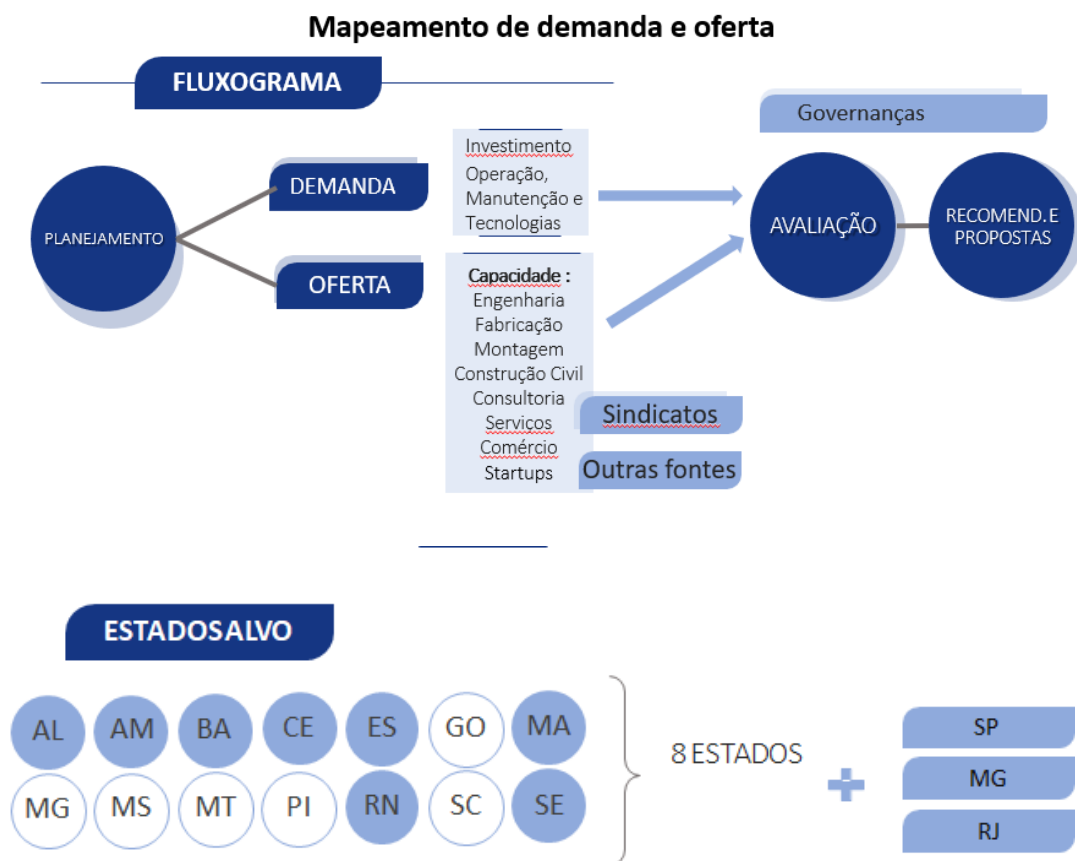 Mapeamento de demanda e oferta
FLUXOGRAMA
PLANEJAMENTO
DEMANDA
OFERTA
Investimento
Operação,
Manutenção e
Tecnologias
Capacidade :
Engenharia
Fabricação
Montagem
Construção Civil
Consultoria
Serviços
Comércio
Startups
Sindicatos
Outras fontes
Governanças
AVALIAÇÃO
RECOMEND.E
PROPOSTAS
ESTADOSALVO
AL AM BA CE ES GO MA
MG MS MT PI RN SC SE
8 ESTADOS
SP
MG
RJ